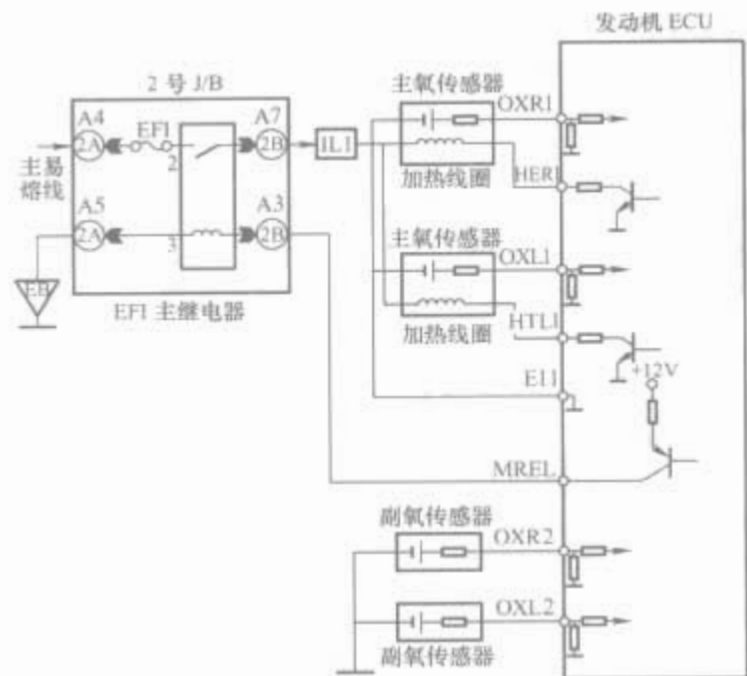 发动机 ECU
2 号 J/B
主氧传感器
OXR1
A4
EFI
A7
2A
2B
IL1
2
主易
熔线
加热线圈
HER1
A5
A3
主氧传感器
OXL1
2A
3
2B
EB
EFI 主继电器
加热线圈
HTL1
+12V
E11
MREL
副氧传感器
OXR2
OXL2
副氧传感器